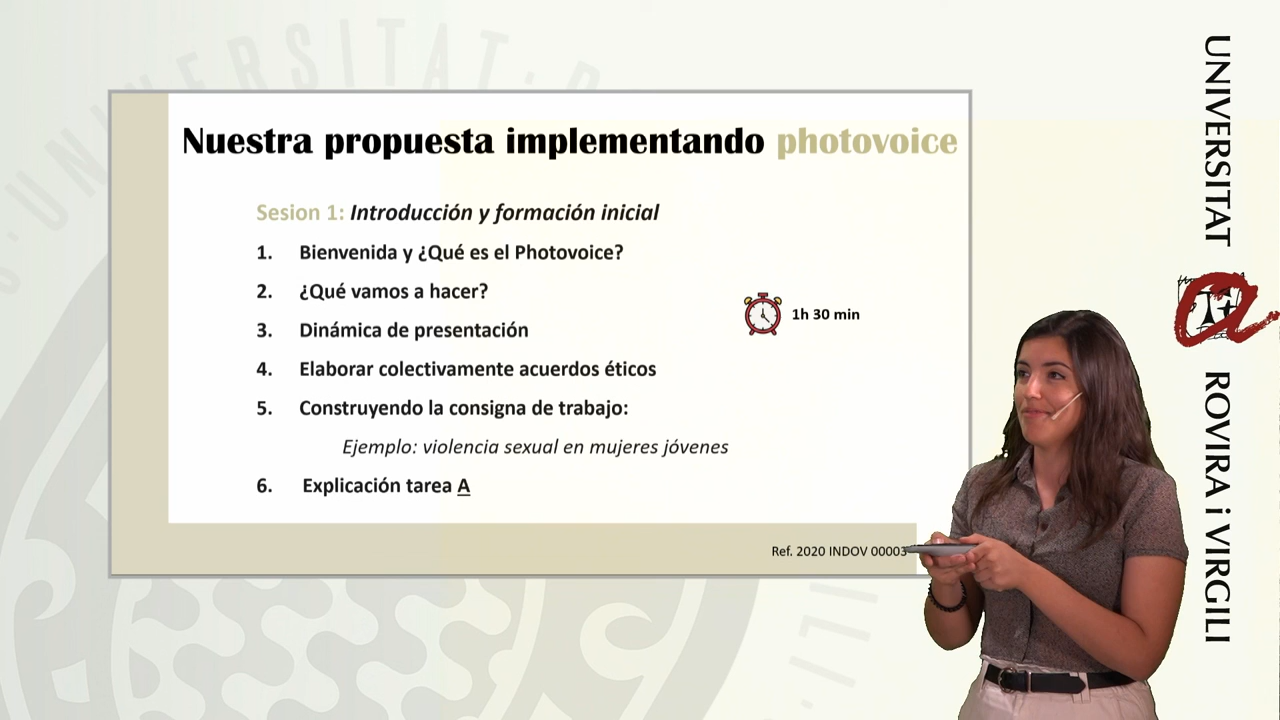 Nuestra propuesta implementando photovoice
Sesion 1: Introducción y formación inicial
1. Bienvenida y ¿Qué es el Photovoice?
2. ¿Qué vamos a hacer?
3. Dinámica de presentación
4. Elaborar colectivamente acuerdos éticos
5. Construyendo la consigna de trabajo:
Ejemplo: violencia sexual en mujeres jóvenes
6. Explicación tarea A
1h 30 min
Ref. 2020 INDOV 00003
UNIVERSITAT
ROVIRA i VIRGILI